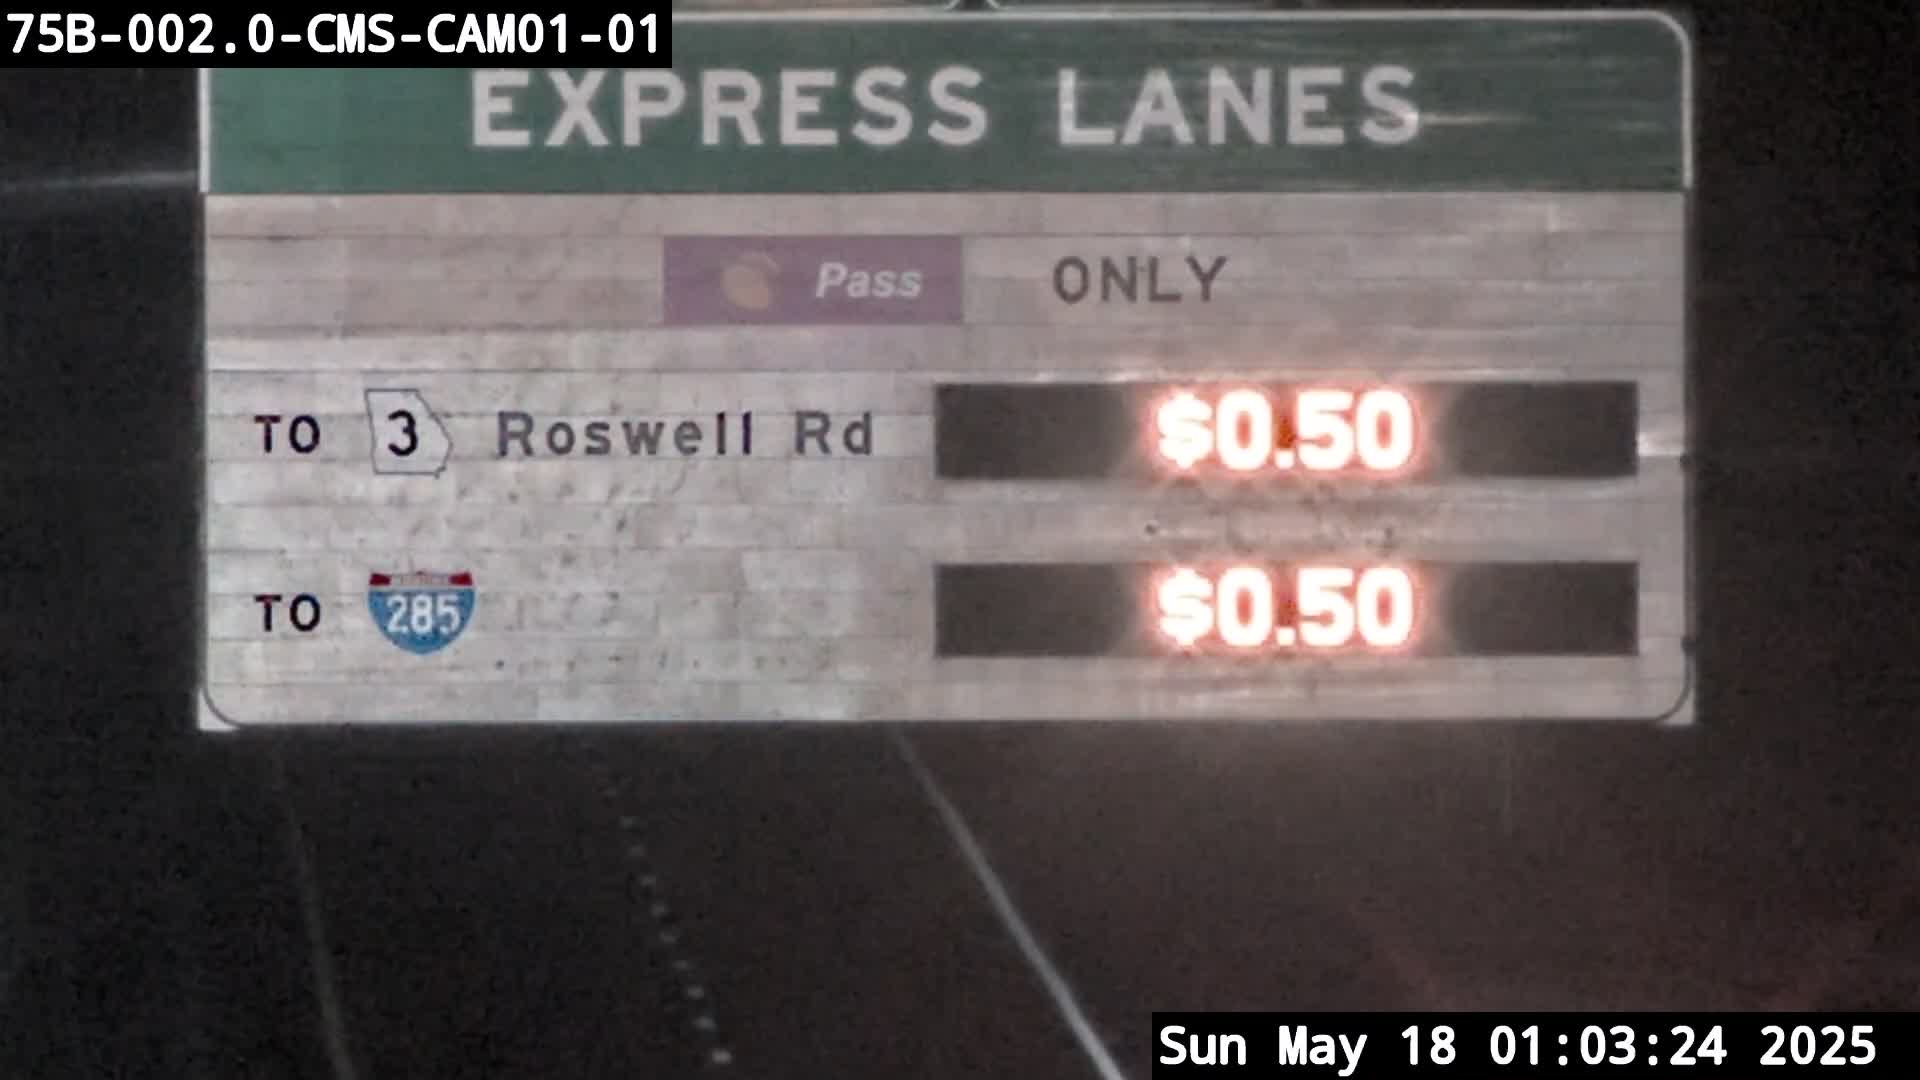 75B-002.0-CMS-CAM01-01
EXPRESS LANES
Pass ONLY
TO 3 Roswell Rd $0.50
TO 285 $0.50
Sun May 18 01:03:24 2025